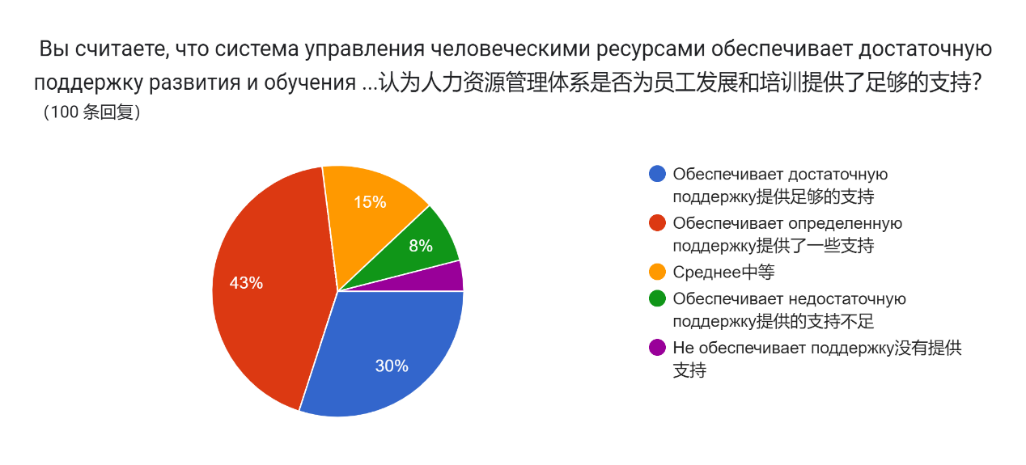 Вы считаете, что система управления человеческими ресурсами обеспечивает достаточную
поддержку развития и обучения ...认为人力资源管理体系是否为员工发展和培训提供了足够的支持?
(100 条回复)
15%
8%
43%
30%
Обеспечивает достаточную
поддержку提供足够的支持
Обеспечивает определенную
поддержку提供了一些支持
Среднее中等
Обеспечивает недостаточную
поддержку提供的支持不足
Не обеспечивает поддержку没有提供
支持